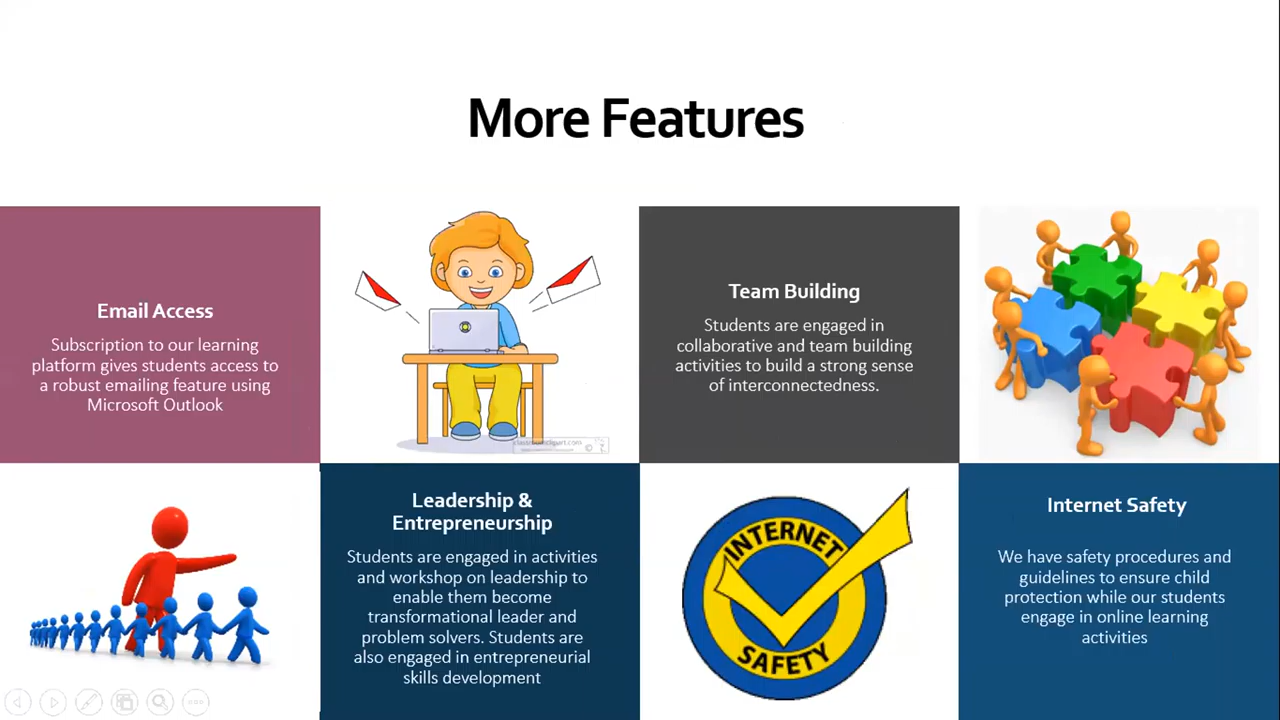 More Features
Email Access
Subscription to our learning
platform gives students access to
a robust emailing feature using
Microsoft Outlook
Team Building
Students are engaged in
collaborative and team building
activities to build a strong sense
of interconnectedness.
Leadership &
Entrepreneurship
Students are engaged in activities
and workshop on leadership to
enable them become
transformational leader and
problem solvers. Students are
also engaged in entrepreneurial
skills development
INTERNET
SAFETY
Internet Safety
We have safety procedures and
guidelines to ensure child
protection while our students
engage in online learning
activities